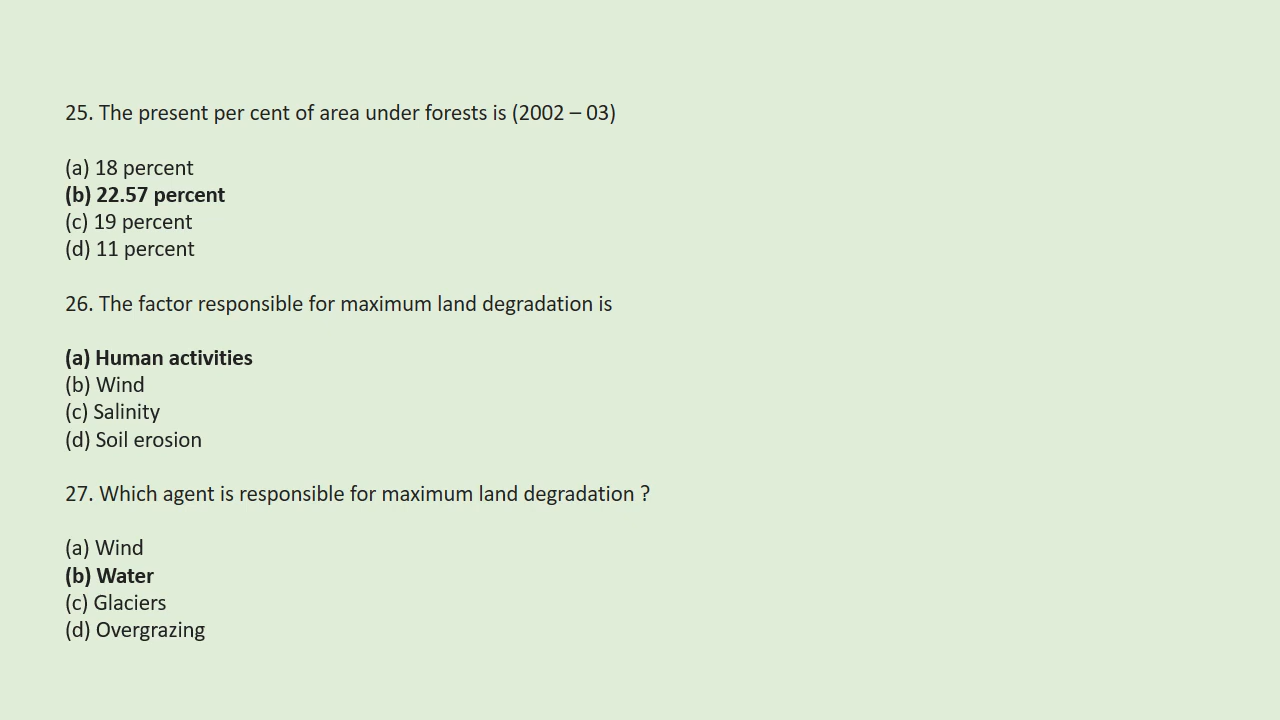 25. The present per cent of area under forests is (2002 – 03)
(a) 18 percent
(b) 22.57 percent
(c) 19 percent
(d) 11 percent
26. The factor responsible for maximum land degradation is
(a) Human activities
(b) Wind
(c) Salinity
(d) Soil erosion
27. Which agent is responsible for maximum land degradation ?
(a) Wind
(b) Water
(c) Glaciers
(d) Overgrazing